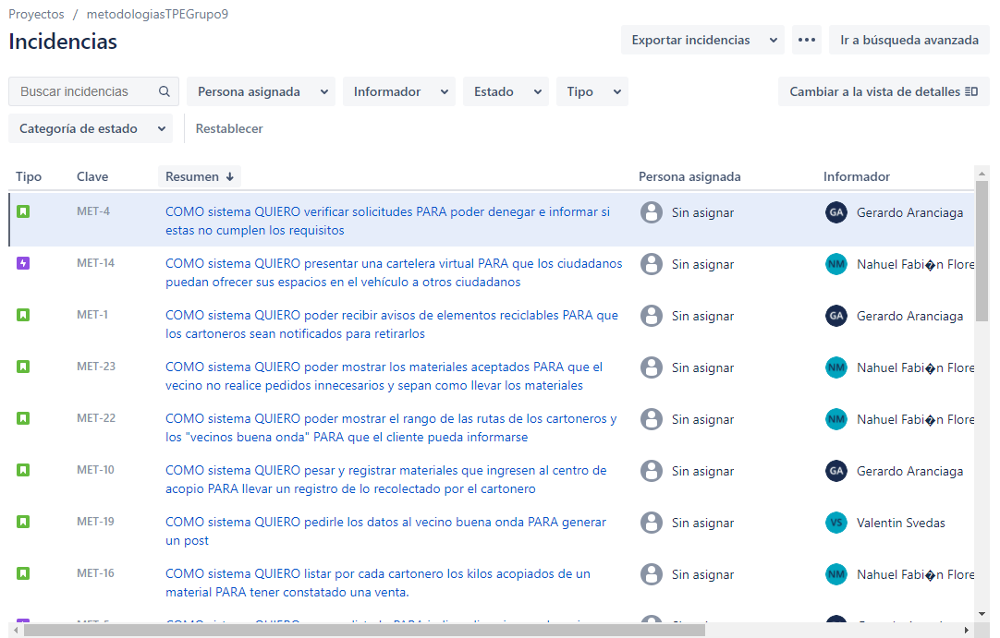 Proyectos / metodologiasTPEGrupo9
Incidencias
Exportar incidencias
Ir a búsqueda avanzada
Buscar incidencias
Persona asignada
Informador
Estado
Tipo
Cambiar a la vista de detalles
Categoría de estado
Restablecer
Tipo Clave Resumen Persona asignada Informador
MET-4 COMO sistema QUIERO verificar solicitudes PARA poder denegar e informar si Sin asignar GA Gerardo Aranciaga
estas no cumplen los requisitos
MET-14 COMO sistema QUIERO presentar una cartelera virtual PARA que los ciudadanos Sin asignar NM Nahuel Fabi�n Flore
puedan ofrecer sus espacios en el vehículo a otros ciudadanos
MET-1 COMO sistema QUIERO poder recibir avisos de elementos reciclables PARA que Sin asignar GA Gerardo Aranciaga
los cartoneros sean notificados para retirarlos
MET-23 COMO sistema QUIERO poder mostrar los materiales aceptados PARA que el Sin asignar NM Nahuel Fabi�n Flore
vecino no realice pedidos innecesarios y sepan como llevar los materiales
MET-22 COMO sistema QUIERO poder mostrar el rango de las rutas de los cartoneros y Sin asignar NM Nahuel Fabi�n Flore
los "vecinos buena onda" PARA que el cliente pueda informarse
MET-10 COMO sistema QUIERO pesar y registrar materiales que ingresen al centro de Sin asignar GA Gerardo Aranciaga
acopio PARA llevar un registro de lo recolectado por el cartonero
MET-19 COMO sistema QUIERO pedirle los datos al vecino buena onda PARA generar Sin asignar VS Valentin Svedas
un post
MET-16 COMO sistema QUIERO listar por cada cartonero los kilos acopiados de un Sin asignar NM Nahuel Fabi�n Flore
material PARA tener constatado una venta.